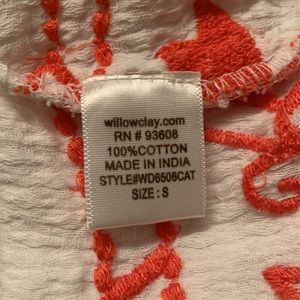 willowclay.com
RN # 93608
100%COTTON
MADE IN INDIA
STYLE#WD6506CAT
SIZE : S